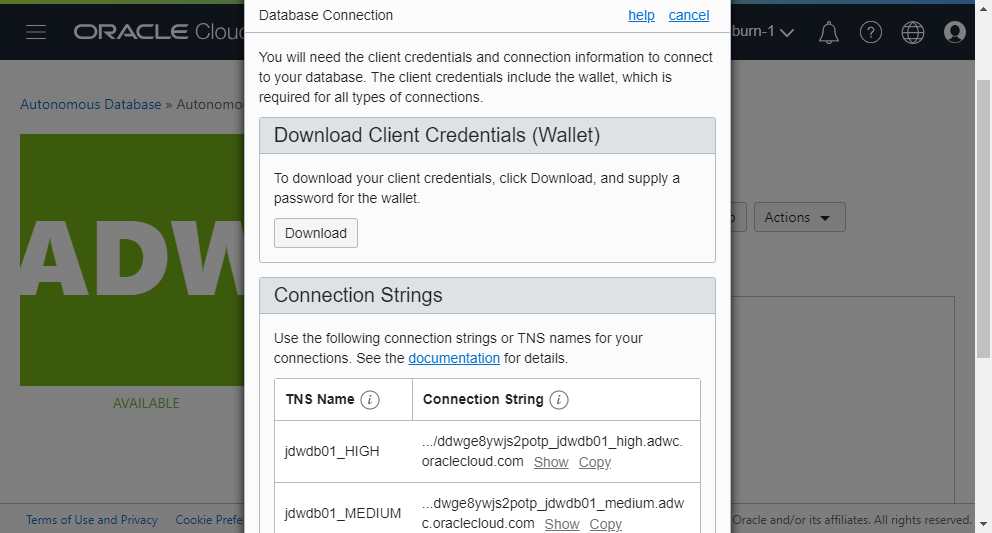 Database Connection help cancel
ORACLE Clou
burn-1
You will need the client credentials and connection information to connect
to your database. The client credentials include the wallet, which is
required for all types of connections.
Autonomous Database » Autonomo
Download Client Credentials (Wallet)
To download your client credentials, click Download, and supply a
password for the wallet.
Download
Actions
ADW
Connection Strings
Use the following connection strings or TNS names for your
connections. See the documentation for details.
TNS Name i Connection String i
AVAILABLE
jdwdb01_HIGH
.../ddwge8ywjs2potp_jdwdb01_high.adwc.
oraclecloud.com Show Copy
jdwdb01_MEDIUM
...dwge8ywjs2potp_jdwdb01_medium.adw
c.oraclecloud.com Show Copy
Terms of Use and Privacy Cookie Prefe
Oracle and/or its affiliates. All rights reserved.